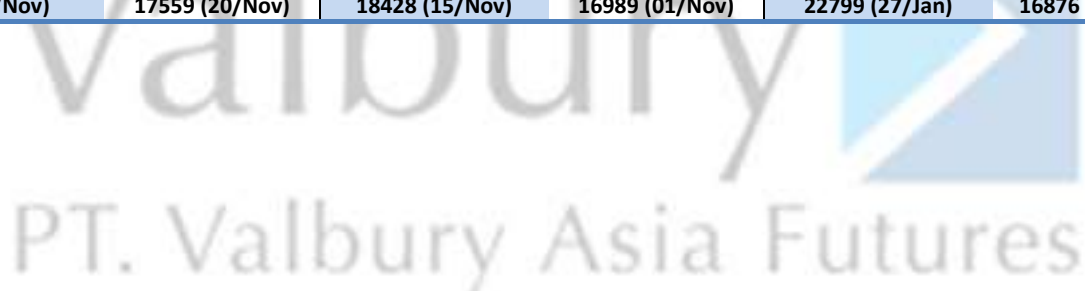 /Nov) 17559 (20/Nov) 18428 (15/Nov) 16989 (01/Nov) 22799 (27/Jan) 16876
Valbury
PT. Valbury Asia Futures